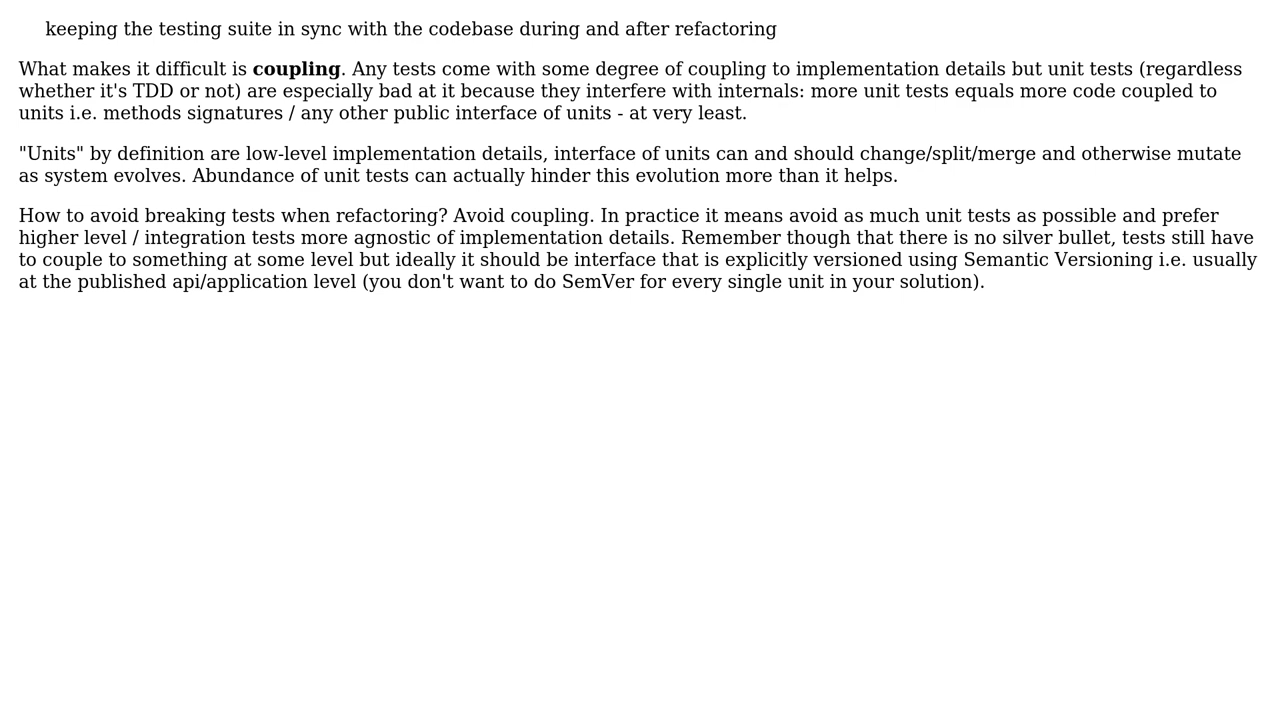 keeping the testing suite in sync with the codebase during and after refactoring
What makes it difficult is coupling. Any tests come with some degree of coupling to implementation details but unit tests (regardless
whether it's TDD or not) are especially bad at it because they interfere with internals: more unit tests equals more code coupled to
units i.e. methods signatures / any other public interface of units - at very least.
"Units" by definition are low-level implementation details, interface of units can and should change/split/merge and otherwise mutate
as system evolves. Abundance of unit tests can actually hinder this evolution more than it helps.
How to avoid breaking tests when refactoring? Avoid coupling. In practice it means avoid as much unit tests as possible and prefer
higher level / integration tests more agnostic of implementation details. Remember though that there is no silver bullet, tests still have
to couple to something at some level but ideally it should be interface that is explicitly versioned using Semantic Versioning i.e. usually
at the published api/application level (you don't want to do SemVer for every single unit in your solution).